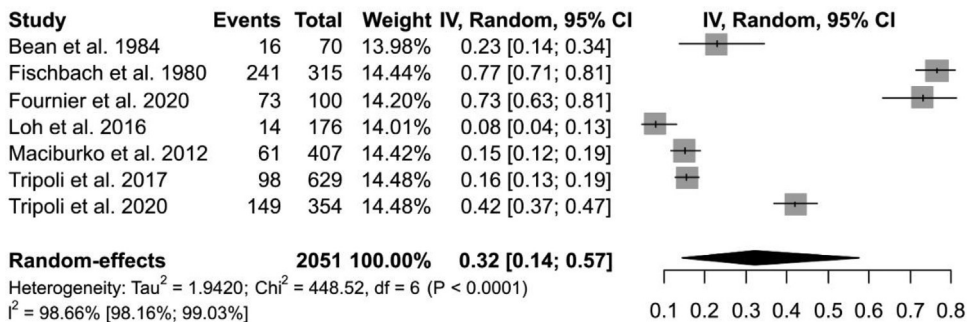 Study Events Total Weight IV, Random, 95% CI IV, Random, 95% CI
Bean et al. 1984 16 70 13.98% 0.23 [0.14; 0.34]
Fischbach et al. 1980 241 315 14.44% 0.77 [0.71; 0.81]
Fournier et al. 2020 73 100 14.20% 0.73 [0.63; 0.81]
Loh et al. 2016 14 176 14.01% 0.08 [0.04; 0.13]
Maciburko et al. 2012 61 407 14.42% 0.15 [0.12; 0.19]
Tripoli et al. 2017 98 629 14.48% 0.16 [0.13; 0.19]
Tripoli et al. 2020 149 354 14.48% 0.42 [0.37; 0.47]
Random-effects 2051 100.00% 0.32 [0.14; 0.57]
Heterogeneity: Tau² = 1.9420; Chi² = 448.52, df = 6 (P < 0.0001)
I² = 98.66% [98.16%; 99.03%]
0.1 0.2 0.3 0.4 0.5 0.6 0.7 0.8